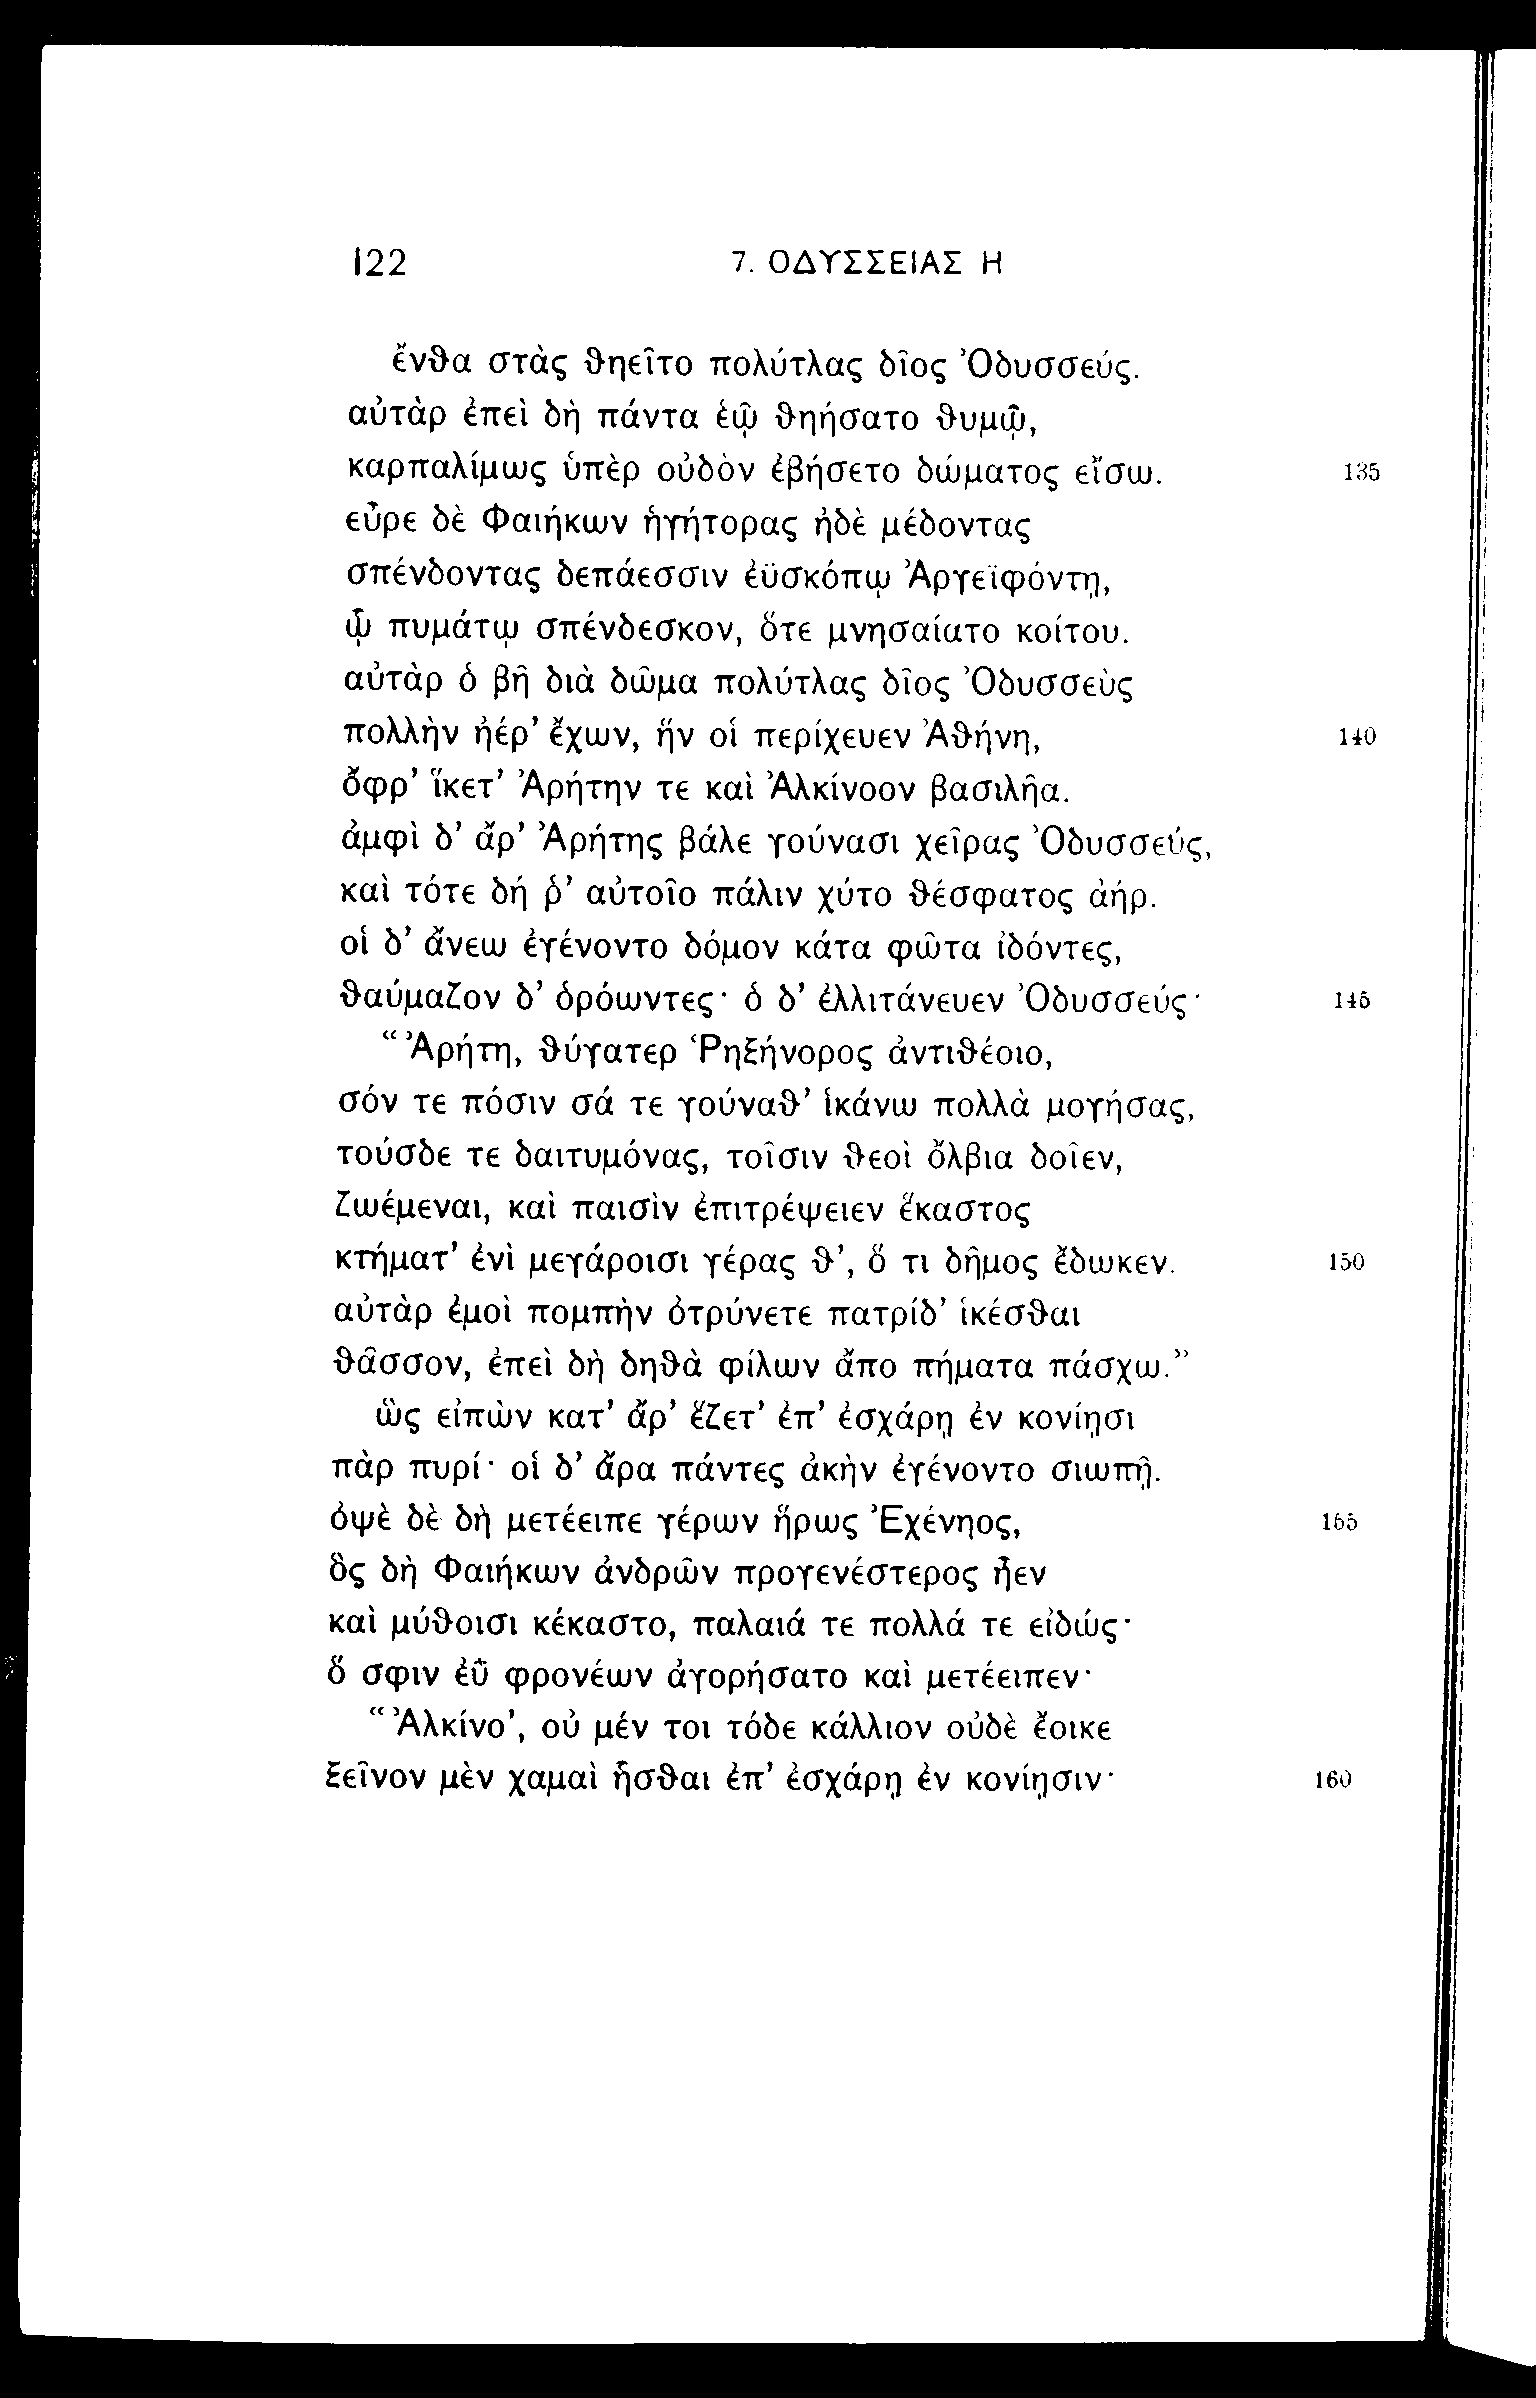 122 7. ΟΔΥΣΣΕΙΑΣ Η
ἔνθα στὰς θηεῖτο πολύτλας δῖος Ὀδυσσεύς.
αὐτὰρ ἐπεὶ δὴ πάντα ἑῷ θηήσατο θυμῷ,
καρπαλίμως ὑπὲρ οὐδὸν ἐβήσετο δώματος εἴσω. 135
εὗρε δὲ Φαιήκων ἡγήτορας ἠδὲ μέδοντας
σπένδοντας δεπάεσσιν ἐϋσκόπῳ Ἀργεϊφόντῃ,
ᾧ πυμάτῳ σπένδεσκον, ὅτε μνησαίατο κοίτου.
αὐτὰρ ὁ βῆ διὰ δῶμα πολύτλας δῖος Ὀδυσσεὺς
πολλὴν ἠέρ’ ἔχων, ἥν οἱ περίχευεν Ἀθήνη, 140
ὄφρ’ ἵκετ’ Ἀρήτην τε καὶ Ἀλκίνοον βασιλῆα.
ἀμφὶ δ’ ἄρ’ Ἀρήτης βάλε γούνασι χεῖρας Ὀδυσσεύς,
καὶ τότε δή ῥ’ αὐτοῖο πάλιν χύτο θέσφατος ἀήρ.
οἱ δ’ ἄνεω ἐγένοντο δόμον κάτα φῶτα ἰδόντες,
θαύμαζον δ’ ὁρόωντες· ὁ δ’ ἐλλιτάνευεν Ὀδυσσεύς· 145
“Ἀρήτη, θύγατερ Ῥηξήνορος ἀντιθέοιο,
σόν τε πόσιν σά τε γούναθ’ ἱκάνω πολλὰ μογήσας,
τούσδε τε δαιτυμόνας, τοῖσιν θεοὶ ὄλβια δοῖεν,
ζωέμεναι, καὶ παισὶν ἐπιτρέψειεν ἕκαστος
κτήματ’ ἐνὶ μεγάροισι γέρας θ’, ὅ τι δῆμος ἔδωκεν. 150
αὐτὰρ ἐμοὶ πομπὴν ὀτρύνετε πατρίδ’ ἱκέσθαι
θᾶσσον, ἐπεὶ δὴ δηθὰ φίλων ἄπο πήματα πάσχω.”
ὣς εἰπὼν κατ’ ἄρ’ ἕζετ’ ἐπ’ ἐσχάρῃ ἐν κονίῃσι
πὰρ πυρί· οἱ δ’ ἄρα πάντες ἀκὴν ἐγένοντο σιωπῇ.
ὀψὲ δὲ δὴ μετέειπε γέρων ἥρως Ἐχένηος, 155
ὃς δὴ Φαιήκων ἀνδρῶν προγενέστερος ἦεν
καὶ μύθοισι κέκαστο, παλαιά τε πολλά τε εἰδώς·
ὅ σφιν ἐῢ φρονέων ἀγορήσατο καὶ μετέειπεν·
“Ἀλκίνο’, οὐ μέν τοι τόδε κάλλιον οὐδὲ ἔοικε
ξεῖνον μὲν χαμαὶ ἧσθαι ἐπ’ ἐσχάρῃ ἐν κονίῃσιν· 160